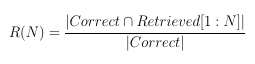 R(N) = |Correct ∩ Retrieved[1 : N]| / |Correct|